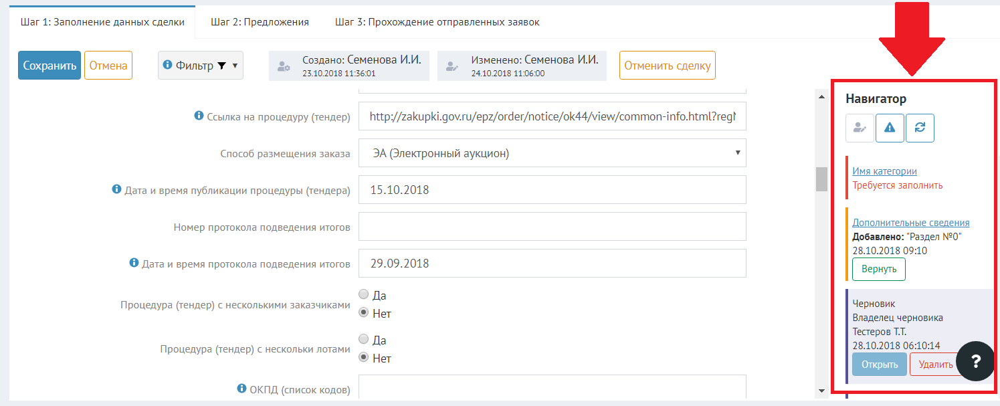 Шаг 1: Заполнение данных сделки
Шаг 2: Предложения
Шаг 3: Прохождение отправленных заявок
Сохранить
Отмена
Фильтр
Создано: Семенова И.И.
23.10.2018 11:36:01
Изменено: Семенова И.И.
24.10.2018 11:06:00
Отменить сделку
Ссылка на процедуру (тендер)
http://zakupki.gov.ru/epz/order/notice/ok44/view/common-info.html?regN
Способ размещения заказа
ЭА (Электронный аукцион)
Дата и время публикации процедуры (тендера)
15.10.2018
Номер протокола подведения итогов
Дата и время протокола подведения итогов
29.09.2018
Процедура (тендер) с несколькими заказчиками
Да
Нет
Процедура (тендер) с нескольки лотами
Да
Нет
ОКПД (список кодов)
Навигатор
Имя категории
Требуется заполнить
Дополнительные сведения
Добавлено: "Раздел №0"
28.10.2018 09:10
Вернуть
Черновик
Владелец черновика
Тестеров Т.Т.
28.10.2018 06:10:14
Открыть
Удалить
?